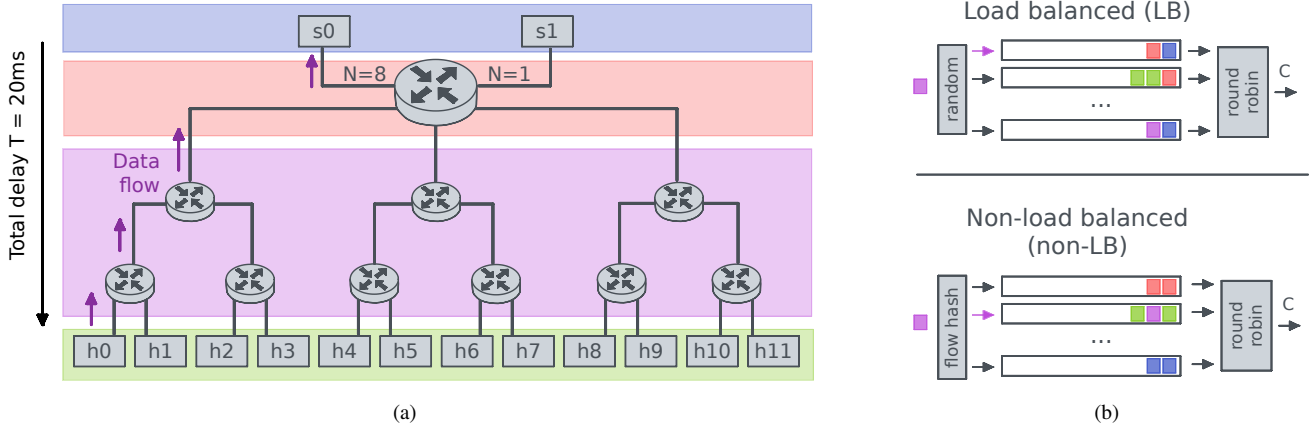 Total delay T = 20ms
s0
s1
N=8
N=1
Data
flow
h0
h1
h2
h3
h4
h5
h6
h7
h8
h9
h10
h11
(a)
Load balanced (LB)
random
...
round
robin
C
Non-load balanced
(non-LB)
flow hash
...
round
robin
C
(b)